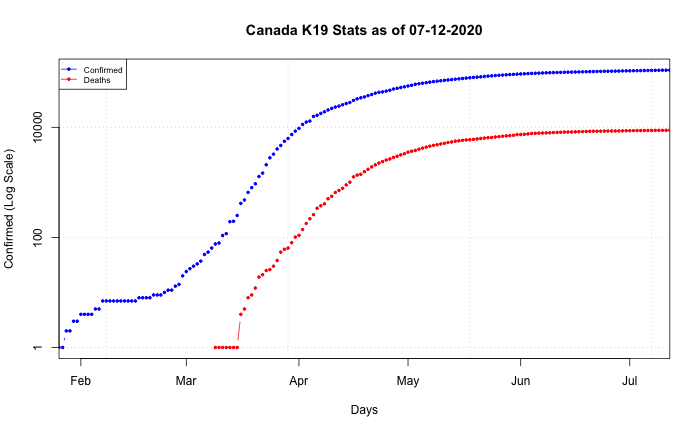 Canada K19 Stats as of 07-12-2020
Confirmed
Deaths
Confirmed (Log Scale)
10000
100
1
Feb Mar Apr May Jun Jul
Days